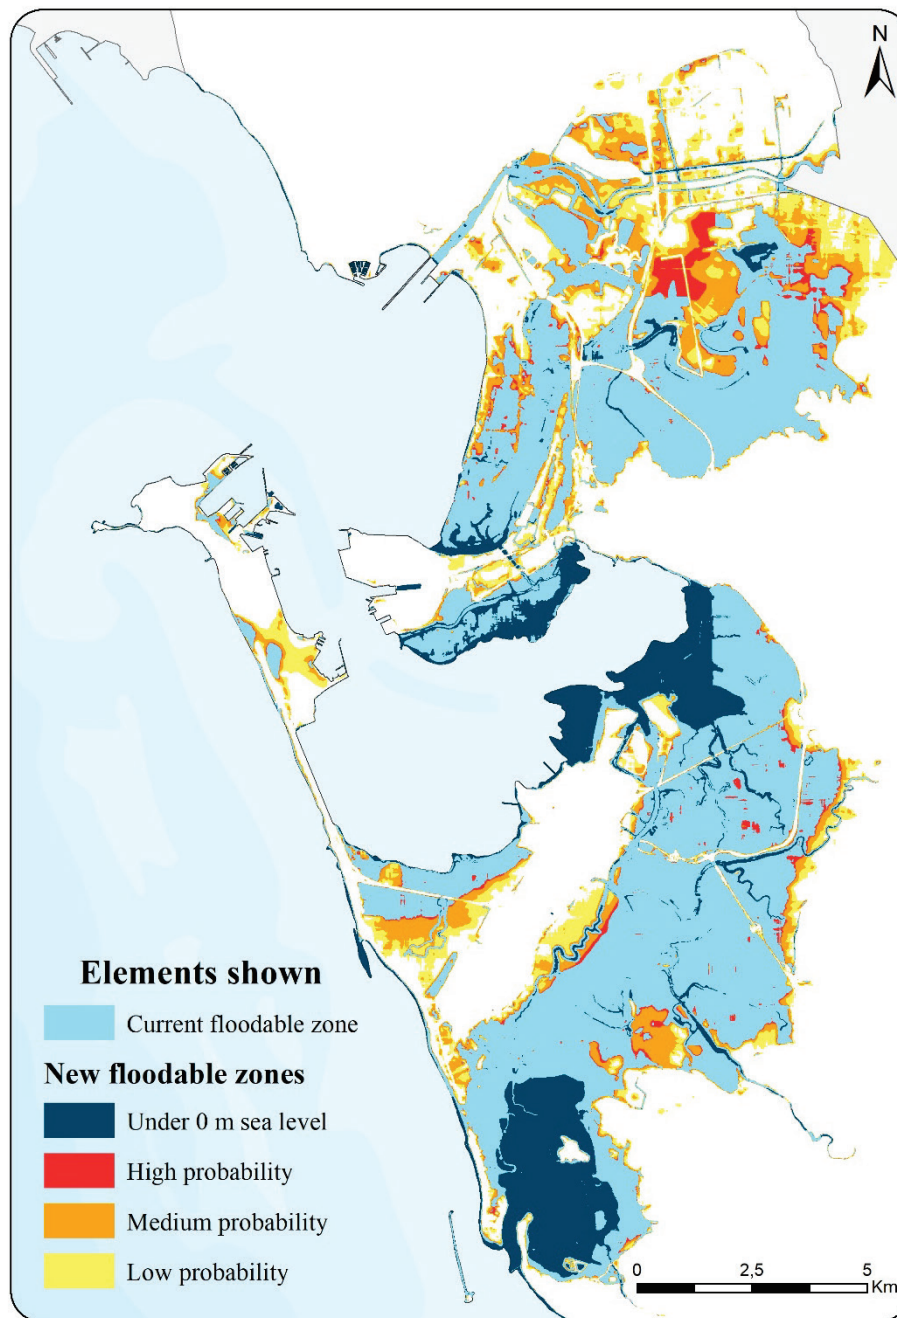 N
Elements shown
Current floodable zone
New floodable zones
Under 0 m sea level
High probability
Medium probability
Low probability
0 2,5 5
Km